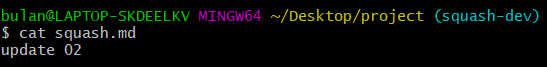 bulan@LAPTOP-SKDEELKV MINGW64 ~/Desktop/project (squash-dev)
$ cat squash.md
update 02